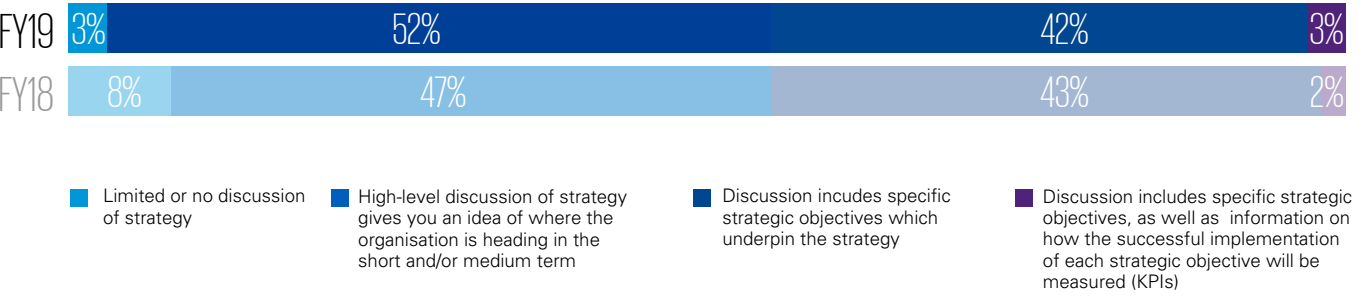 FY19 3% 52% 42% 3%
FY18 8% 47% 43% 2%
Limited or no discussion
of strategy
High-level discussion of strategy
gives you an idea of where the
organisation is heading in the
short and/or medium term
Discussion incudes specific
strategic objectives which
underpin the strategy
Discussion includes specific strategic
objectives, as well as information on
how the successful implementation
of each strategic objective will be
measured (KPIs)